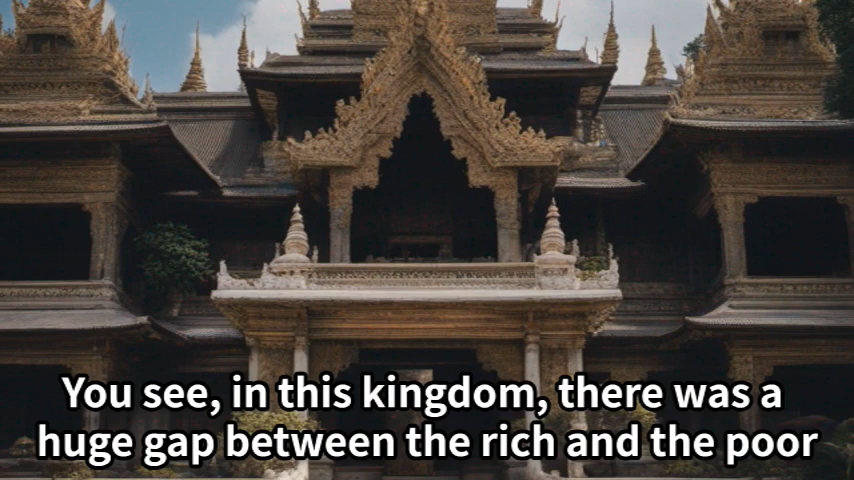 You see, in this kingdom, there was a
huge gap between the rich and the poor